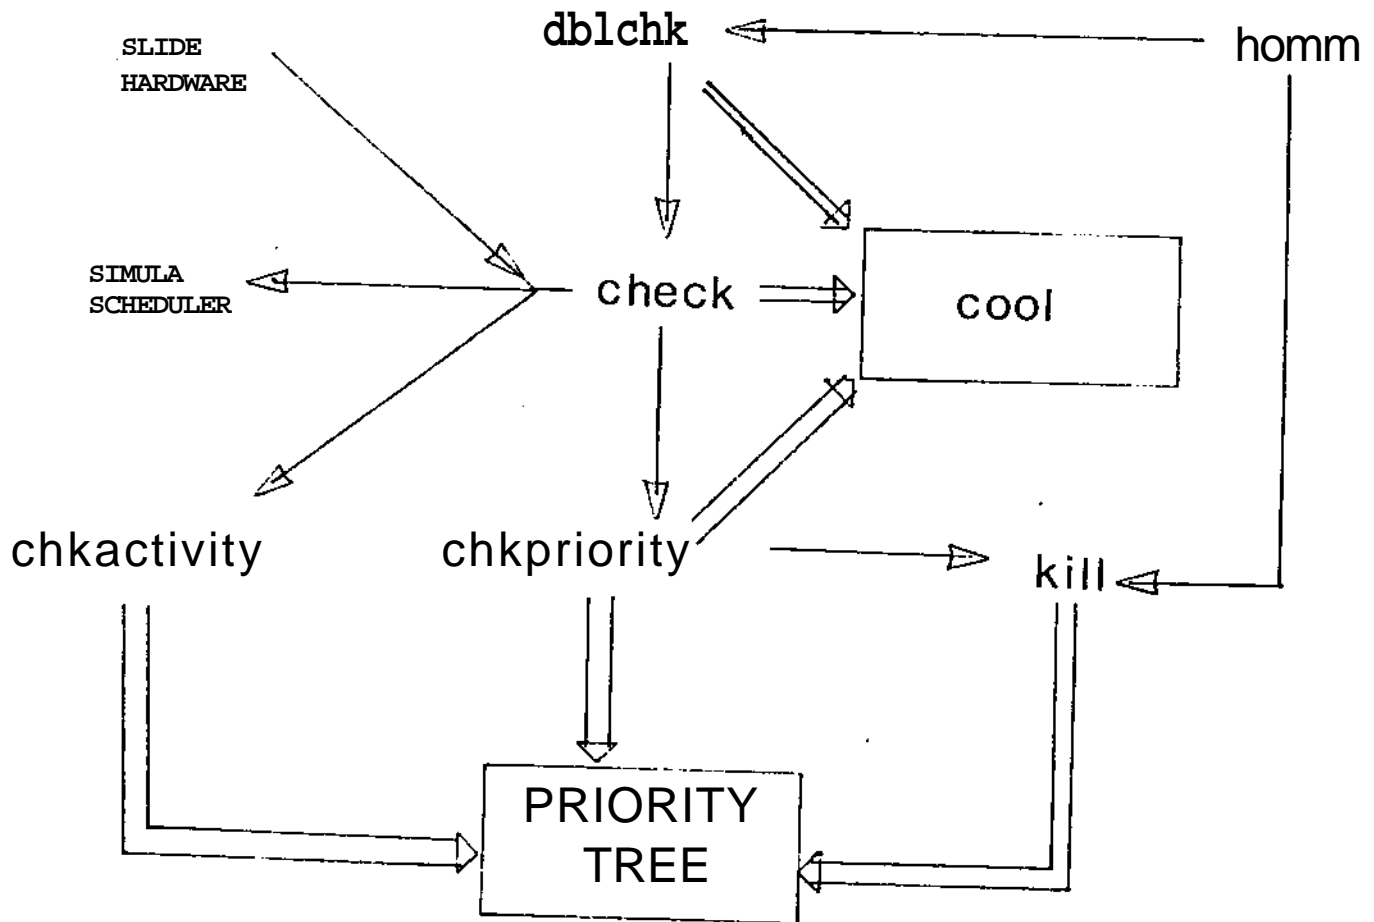 dblchk
homm
SLIDE
HARDWARE
SIMULA
SCHEDULER
check
cool
chkactivity
chkpriority
kill
PRIORITY
TREE